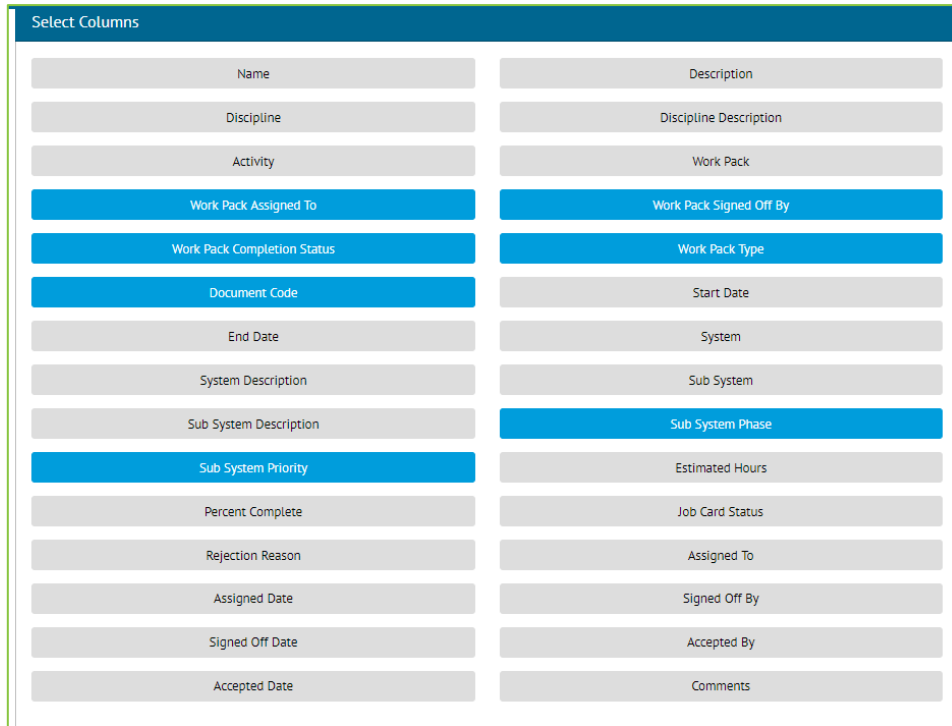 Select Columns
Name
Description
Discipline
Discipline Description
Activity
Work Pack
Work Pack Assigned To
Work Pack Signed Off By
Work Pack Completion Status
Work Pack Type
Document Code
Start Date
End Date
System
System Description
Sub System
Sub System Description
Sub System Phase
Sub System Priority
Estimated Hours
Percent Complete
Job Card Status
Rejection Reason
Assigned To
Assigned Date
Signed Off By
Signed Off Date
Accepted By
Accepted Date
Comments